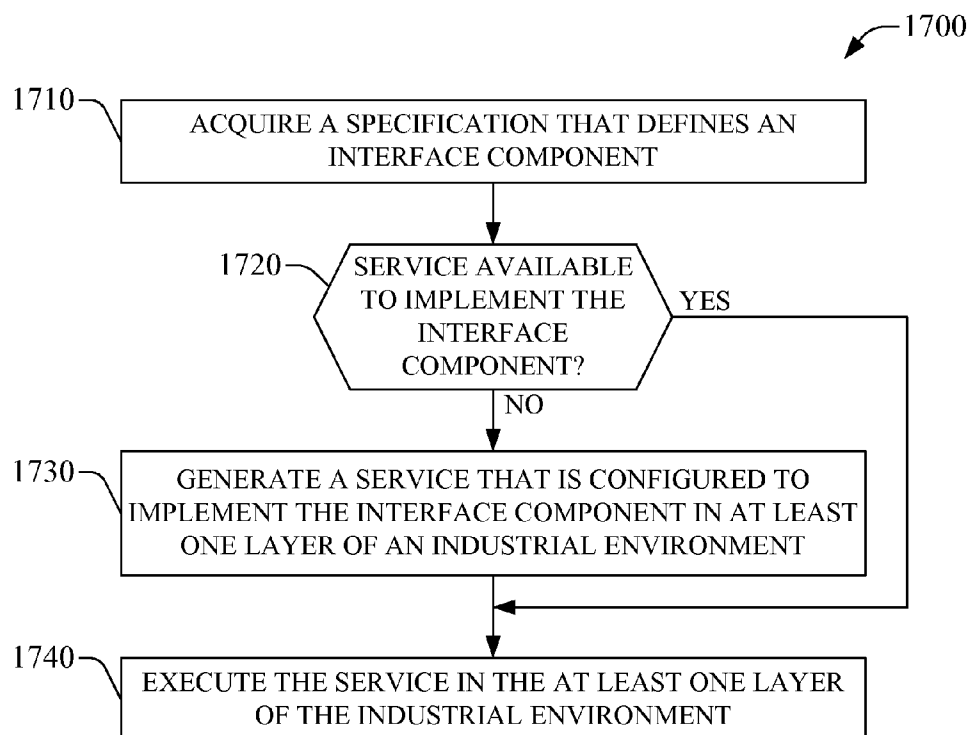 1700
1710
ACQUIRE A SPECIFICATION THAT DEFINES AN
INTERFACE COMPONENT
1720
SERVICE AVAILABLE
TO IMPLEMENT THE
INTERFACE
COMPONENT?
YES
NO
1730
GENERATE A SERVICE THAT IS CONFIGURED TO
IMPLEMENT THE INTERFACE COMPONENT IN AT LEAST
ONE LAYER OF AN INDUSTRIAL ENVIRONMENT
1740
EXECUTE THE SERVICE IN THE AT LEAST ONE LAYER
OF THE INDUSTRIAL ENVIRONMENT